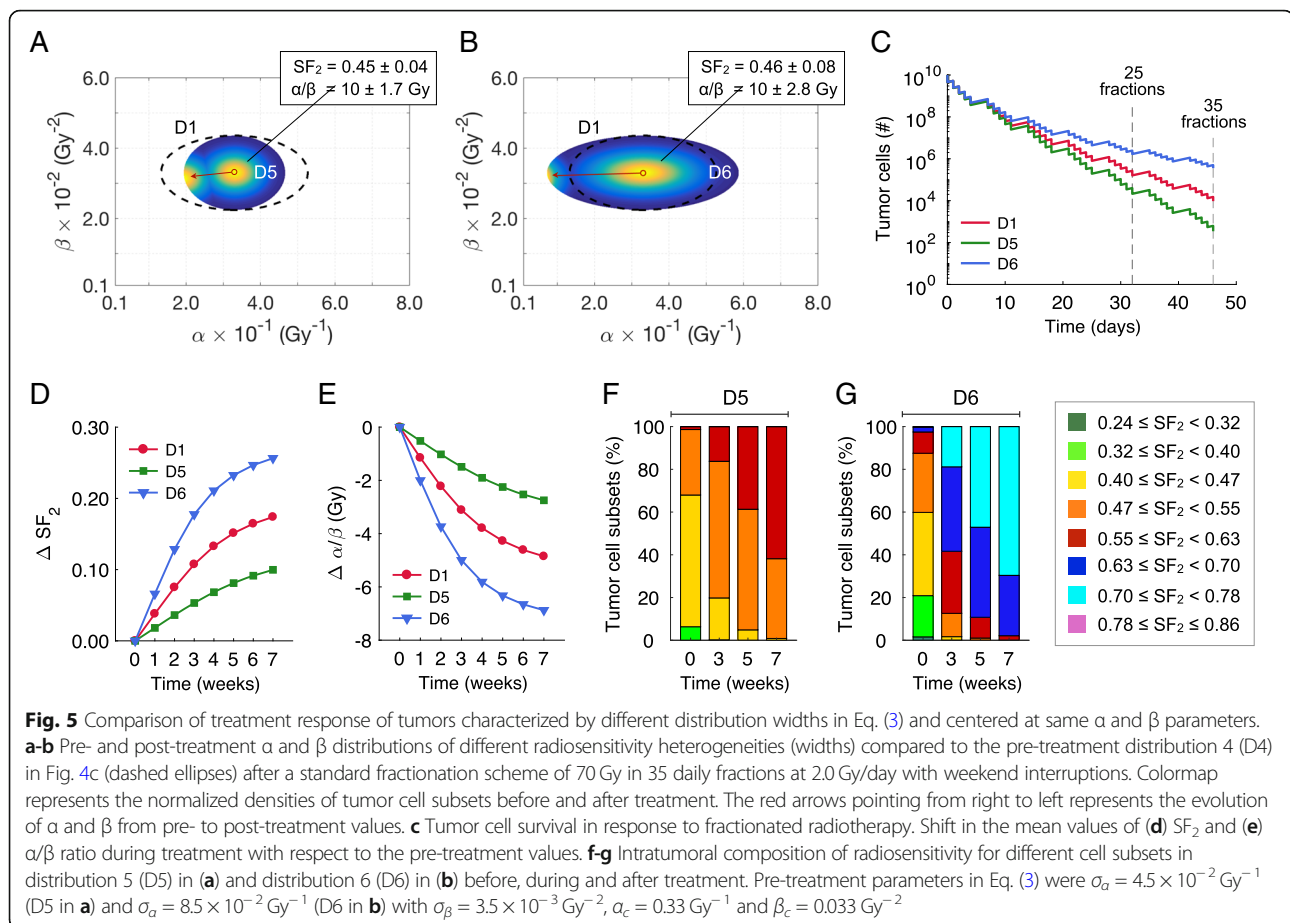 A
SF₂ = 0.45 ± 0.04
α/β = 10 ± 1.7 Gy
6.0
4.0
2.0
0.1
β × 10⁻² (Gy⁻²)
D1
D5
0.1 2.0 4.0 6.0 8.0
α × 10⁻¹ (Gy⁻¹)
B
SF₂ = 0.46 ± 0.08
α/β = 10 ± 2.8 Gy
6.0
4.0
2.0
0.1
β × 10⁻² (Gy⁻²)
D1
D6
0.1 2.0 4.0 6.0 8.0
α × 10⁻¹ (Gy⁻¹)
C
25
fractions
35
fractions
10¹⁰
10⁸
10⁶
10⁴
10²
10⁰
Tumor cells (#)
D1
D5
D6
0 10 20 30 40 50
Time (days)
D
0.30
0.20
0.10
0.00
Δ SF₂
D1
D5
D6
0 1 2 3 4 5 6 7
Time (weeks)
E
0
-2
-4
-6
-8
Δ α/β (Gy)
D1
D5
D6
0 1 2 3 4 5 6 7
Time (weeks)
F
D5
100
80
60
40
20
0
Tumor cell subsets (%)
0 3 5 7
Time (weeks)
G
D6
100
80
60
40
20
0
Tumor cell subsets (%)
0 3 5 7
Time (weeks)
0.24 ≤ SF₂ < 0.32
0.32 ≤ SF₂ < 0.40
0.40 ≤ SF₂ < 0.47
0.47 ≤ SF₂ < 0.55
0.55 ≤ SF₂ < 0.63
0.63 ≤ SF₂ < 0.70
0.70 ≤ SF₂ < 0.78
0.78 ≤ SF₂ ≤ 0.86
Fig. 5 Comparison of treatment response of tumors characterized by different distribution widths in Eq. (3) and centered at same α and β parameters.
a-b Pre- and post-treatment α and β distributions of different radiosensitivity heterogeneities (widths) compared to the pre-treatment distribution 4 (D4)
in Fig. 4c (dashed ellipses) after a standard fractionation scheme of 70 Gy in 35 daily fractions at 2.0 Gy/day with weekend interruptions. Colormap
represents the normalized densities of tumor cell subsets before and after treatment. The red arrows pointing from right to left represents the evolution
of α and β from pre- to post-treatment values. c Tumor cell survival in response to fractionated radiotherapy. Shift in the mean values of (d) SF₂ and (e)
α/β ratio during treatment with respect to the pre-treatment values. f-g Intratumoral composition of radiosensitivity for different cell subsets in
distribution 5 (D5) in (a) and distribution 6 (D6) in (b) before, during and after treatment. Pre-treatment parameters in Eq. (3) were σα = 4.5 × 10⁻² Gy⁻¹
(D5 in a) and σα = 8.5 × 10⁻² Gy⁻¹ (D6 in b) with σβ = 3.5 × 10⁻³ Gy⁻², αc = 0.33 Gy⁻¹ and βc = 0.033 Gy⁻²